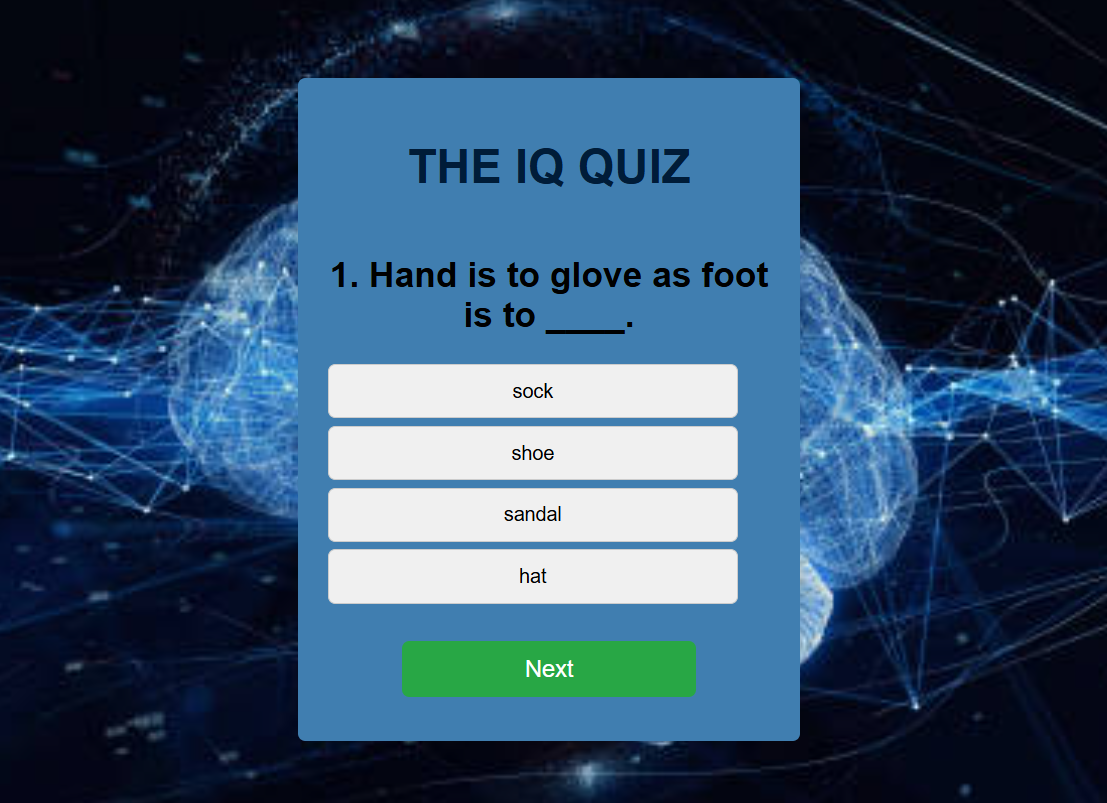 THE IQ QUIZ
1. Hand is to glove as foot
is to ____.
sock
shoe
sandal
hat
Next